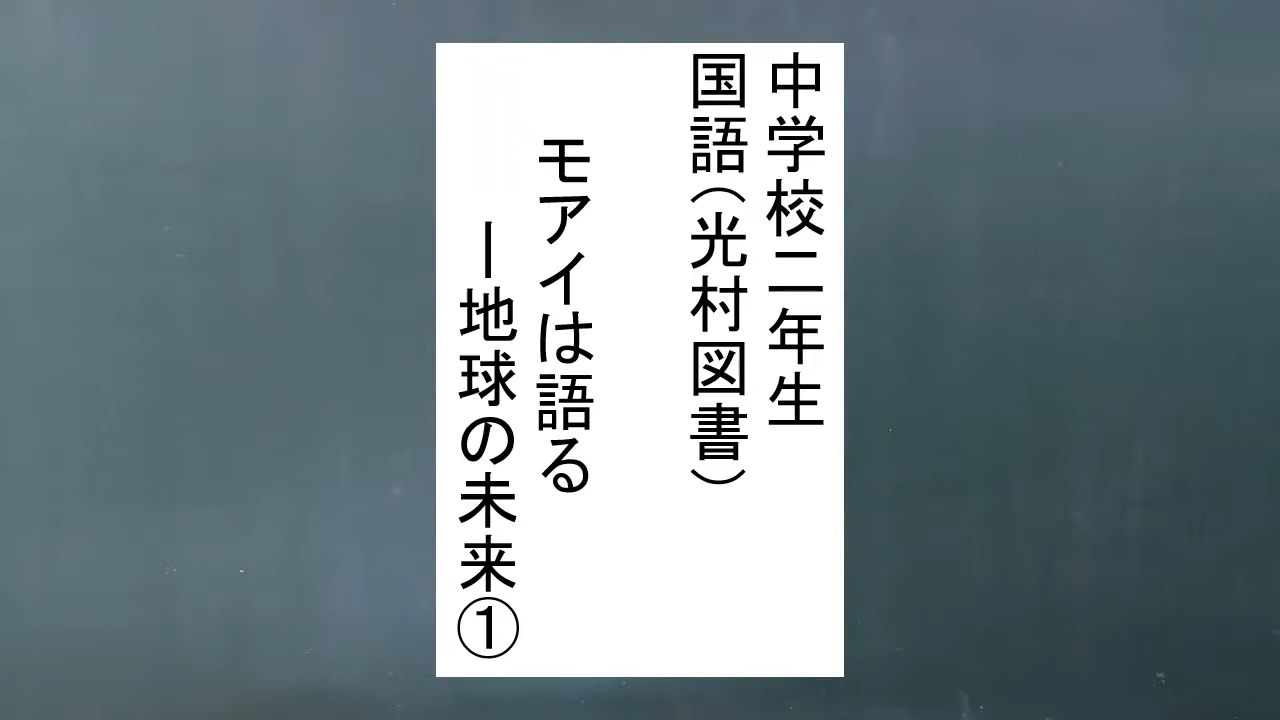 中学校二年生
国語(光村図書)
モアイは語る
ー地球の未来①